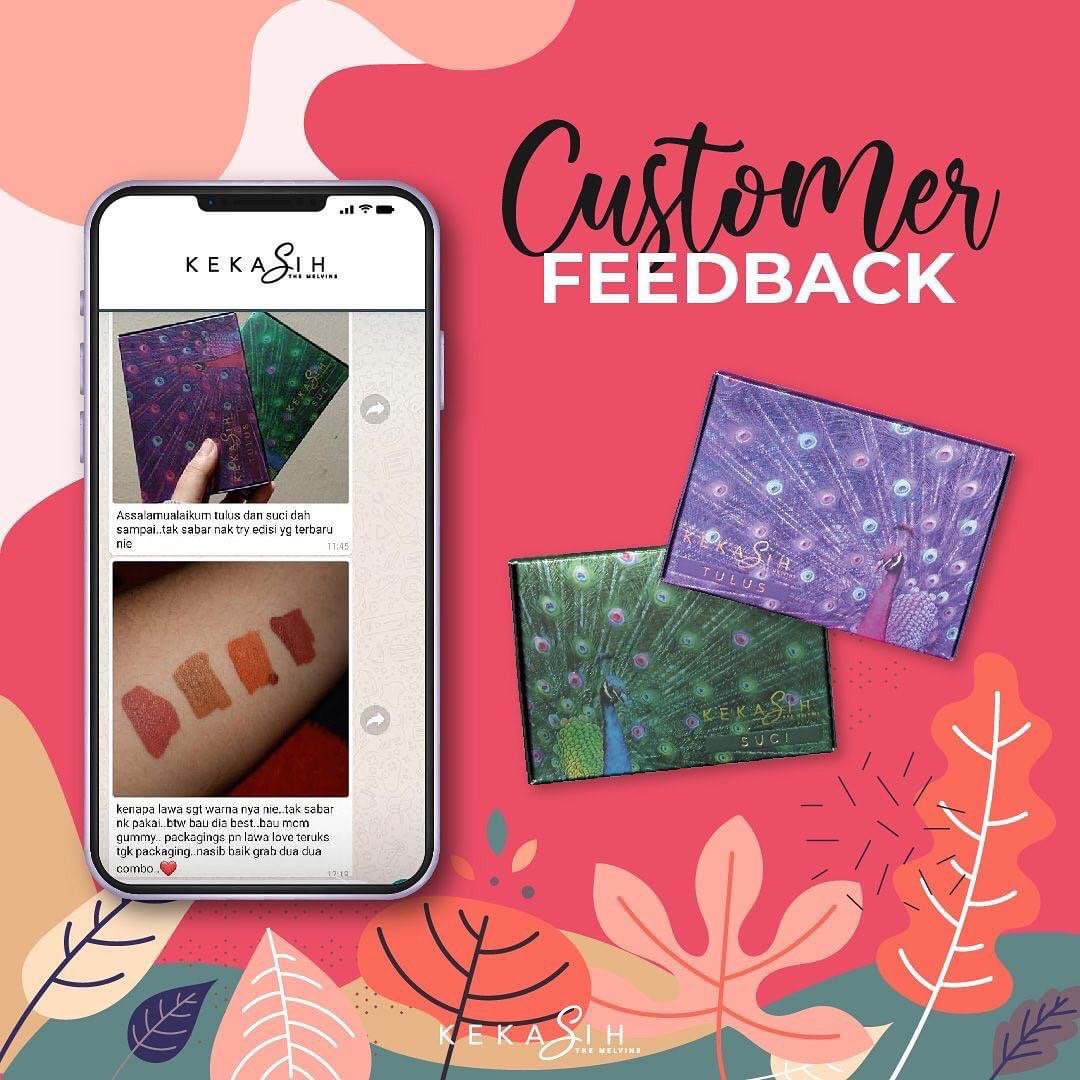 Customer
FEEDBACK
KEKASIH
THE MELVINS
KEKASIH
TULUS
KEKASIH
SUCI
Assalamualaikum tulus dan suci dah
sampai..tak sabar nak try edisi yg terbaru
nie
11:45
kenapa lawa sgt warna nya nie..tak sabar
nk pakai..btw bau dia best..bau mcm
gummy.. packagings pn lawa love teruks
tgk packaging..nasib baik grab dua dua
combo..❤
KEKASIH
TULUS
KEKASIH
SUCI
KEKASIH
THE MELVINS